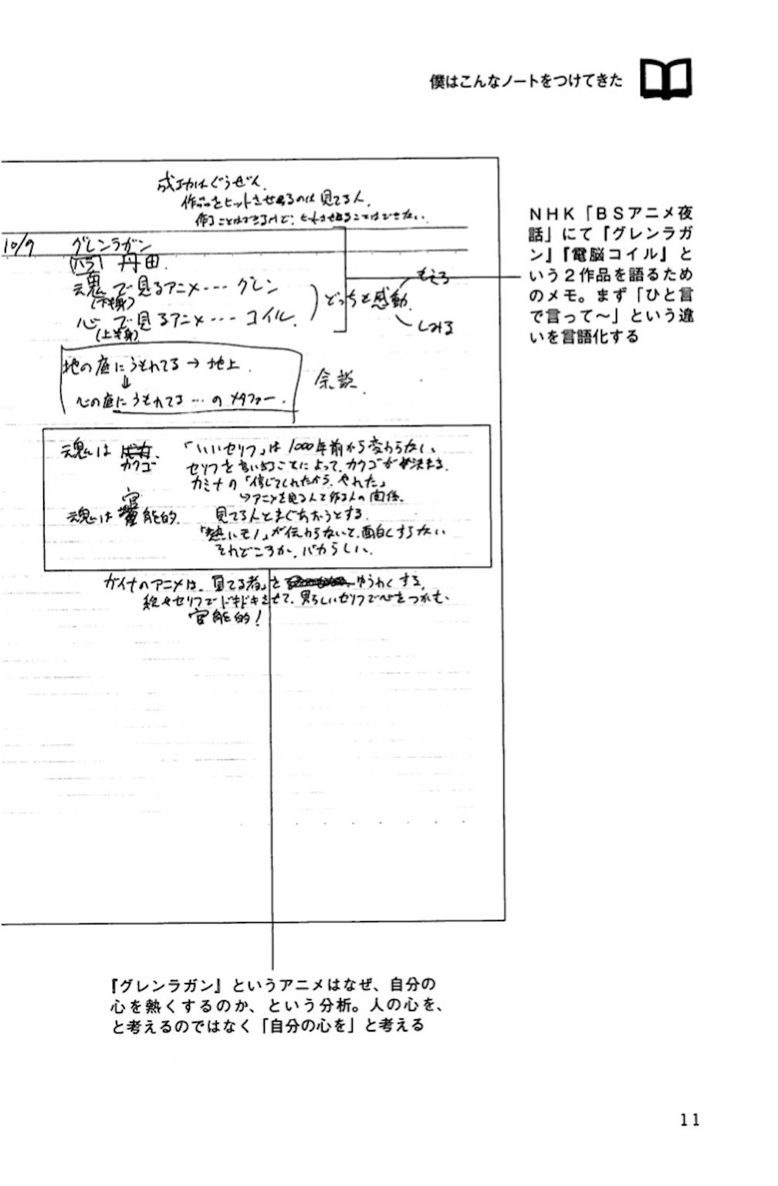 僕はこんなノートをつけてきた
成功はぐうぜん.
作品をヒットさせるのは見てる人.
作ることはできるけど、ヒットさせることはできない.
10/9 グレンラガン
(ハラ) 丹田.
魂で見るアニメ・・・グレン
(下半身)
心で見るアニメ・・・コイル.
(上半身)
どっちも感動
もえる
しみる
地の底にうもれてる→地上.
↓
心の底にうもれてる…のメタファー.
余談.
魂は
カクゴ
「いいセリフ」は1000年前から変わらない.
セリフを言い切ることによって、カクゴが決まる.
カミナの「信じてくれたから、やれた」
↳アニメを見る人と作る人の関係.
魂は官能的.
見てる人とまぐあおうとする.
「熱いモノ」が伝わらないと、面白くすらない
それどころか、バカらしい.
ガイナのアニメは、見てる者を ゆうわくする.
絵やセリフでドキドキさせて、男らしいセリフで心をつかむ.
官能的！
NHK「BSアニメ夜
話」にて『グレンラガ
ン』『電脳コイル』と
いう2作品を語るため
のメモ。まず「ひと言
で言って〜」という違
いを言語化する
『グレンラガン』というアニメはなぜ、自分の
心を熱くするのか、という分析。人の心を、
と考えるのではなく「自分の心を」と考える
11